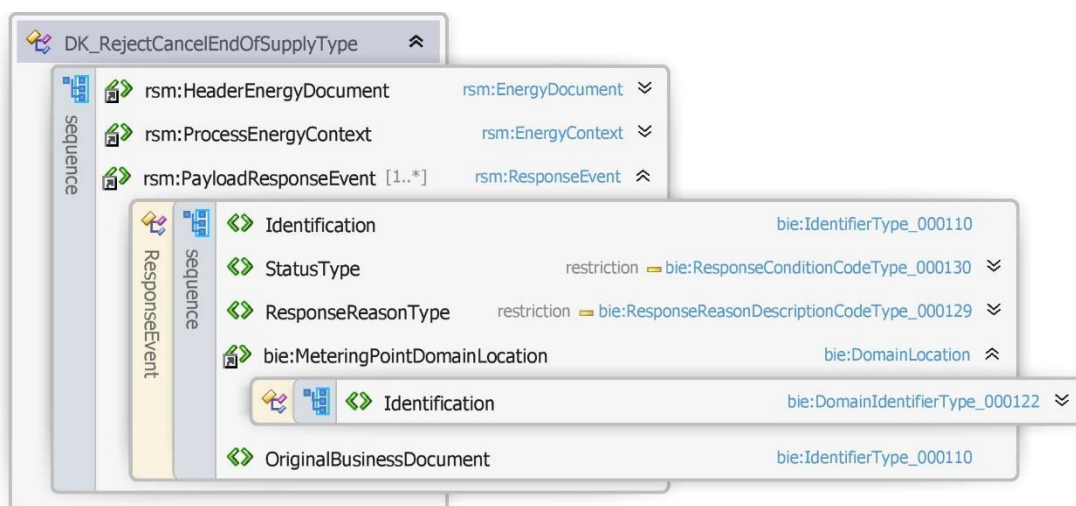 DK_RejectCancelEndOfSupplyType
sequence
rsm:HeaderEnergyDocument rsm:EnergyDocument
rsm:ProcessEnergyContext rsm:EnergyContext
rsm:PayloadResponseEvent [1..*] rsm:ResponseEvent
ResponseEvent
sequence
Identification bie:IdentifierType_000110
StatusType restriction bie:ResponseConditionCodeType_000130
ResponseReasonType restriction bie:ResponseReasonDescriptionCodeType_000129
bie:MeteringPointDomainLocation bie:DomainLocation
Identification bie:DomainIdentifierType_000122
OriginalBusinessDocument bie:IdentifierType_000110